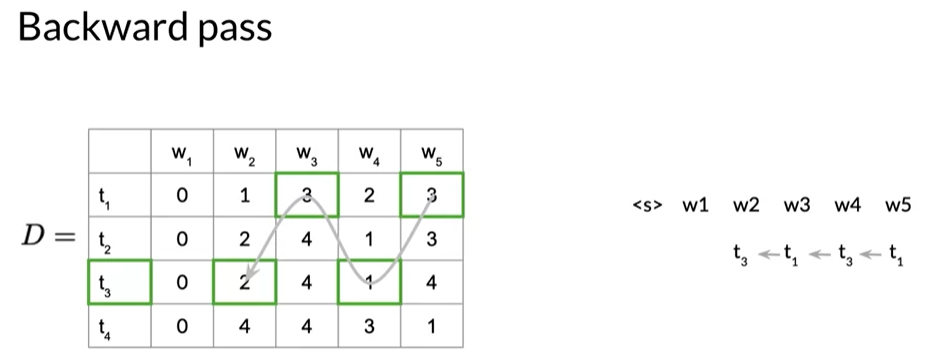 Backward pass
w₁ w₂ w₃ w₄ w₅
t₁ 0 1 3 2 3
<s> w1 w2 w3 w4 w5
D = t₂ 0 2 4 1 3
t₃ ← t₁ ← t₃ ← t₁
t₃ 0 2 4 1 4
t₄ 0 4 4 3 1